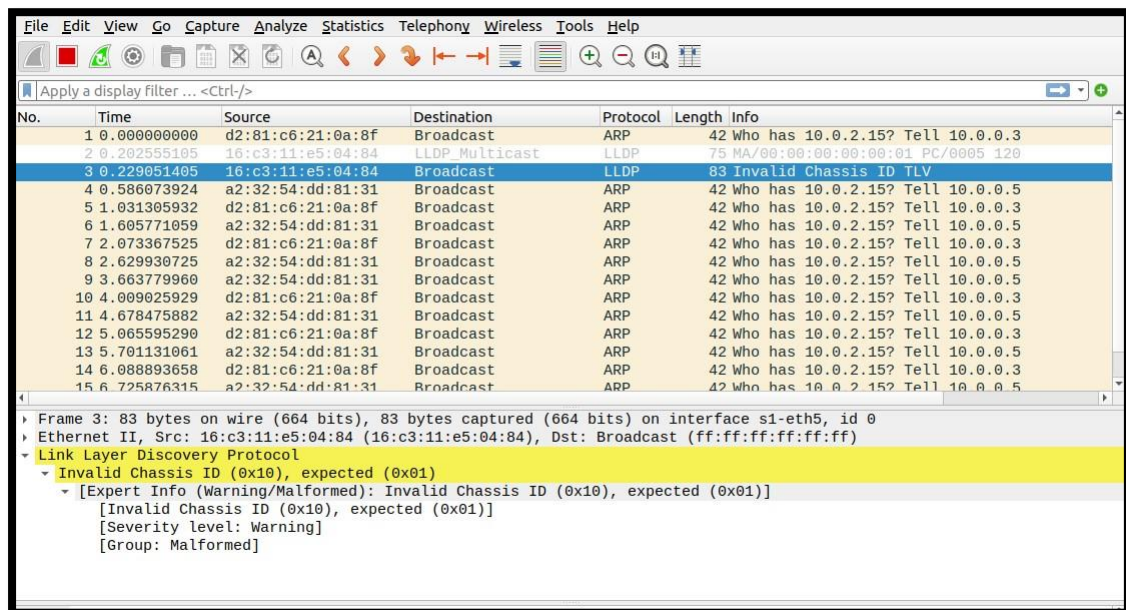 File Edit View Go Capture Analyze Statistics Telephony Wireless Tools Help
Apply a display filter … <Ctrl-/>
No. Time Source Destination Protocol Length Info
1 0.000000000 d2:81:c6:21:0a:8f Broadcast ARP 42 Who has 10.0.2.15? Tell 10.0.0.3
2 0.202555105 16:c3:11:e5:04:84 LLDP_Multicast LLDP 75 MA/00:00:00:00:00:01 PC/0005 120
3 0.229051405 16:c3:11:e5:04:84 Broadcast LLDP 83 Invalid Chassis ID TLV
4 0.586073924 a2:32:54:dd:81:31 Broadcast ARP 42 Who has 10.0.2.15? Tell 10.0.0.5
5 1.031305932 d2:81:c6:21:0a:8f Broadcast ARP 42 Who has 10.0.2.15? Tell 10.0.0.3
6 1.605771059 a2:32:54:dd:81:31 Broadcast ARP 42 Who has 10.0.2.15? Tell 10.0.0.5
7 2.073367525 d2:81:c6:21:0a:8f Broadcast ARP 42 Who has 10.0.2.15? Tell 10.0.0.3
8 2.629930725 a2:32:54:dd:81:31 Broadcast ARP 42 Who has 10.0.2.15? Tell 10.0.0.5
9 3.663779960 a2:32:54:dd:81:31 Broadcast ARP 42 Who has 10.0.2.15? Tell 10.0.0.5
10 4.009025929 d2:81:c6:21:0a:8f Broadcast ARP 42 Who has 10.0.2.15? Tell 10.0.0.3
11 4.678475882 a2:32:54:dd:81:31 Broadcast ARP 42 Who has 10.0.2.15? Tell 10.0.0.5
12 5.065595290 d2:81:c6:21:0a:8f Broadcast ARP 42 Who has 10.0.2.15? Tell 10.0.0.3
13 5.701131061 a2:32:54:dd:81:31 Broadcast ARP 42 Who has 10.0.2.15? Tell 10.0.0.5
14 6.088893658 d2:81:c6:21:0a:8f Broadcast ARP 42 Who has 10.0.2.15? Tell 10.0.0.3
15 6.725876315 a2:32:54:dd:81:31 Broadcast ARP 42 Who has 10.0.2.15? Tell 10.0.0.5
Frame 3: 83 bytes on wire (664 bits), 83 bytes captured (664 bits) on interface s1-eth5, id 0
Ethernet II, Src: 16:c3:11:e5:04:84 (16:c3:11:e5:04:84), Dst: Broadcast (ff:ff:ff:ff:ff:ff)
Link Layer Discovery Protocol
Invalid Chassis ID (0x10), expected (0x01)
[Expert Info (Warning/Malformed): Invalid Chassis ID (0x10), expected (0x01)]
[Invalid Chassis ID (0x10), expected (0x01)]
[Severity level: Warning]
[Group: Malformed]